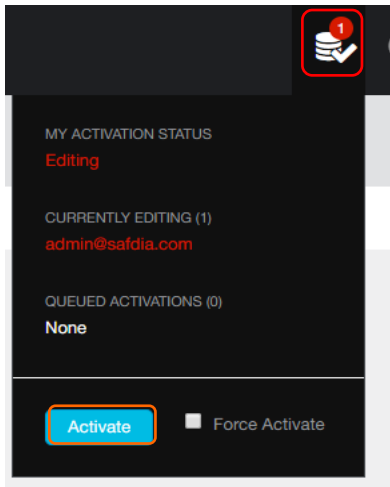 1
MY ACTIVATION STATUS
Editing
CURRENTLY EDITING (1)
admin@safdia.com
QUEUED ACTIVATIONS (0)
None
Activate Force Activate